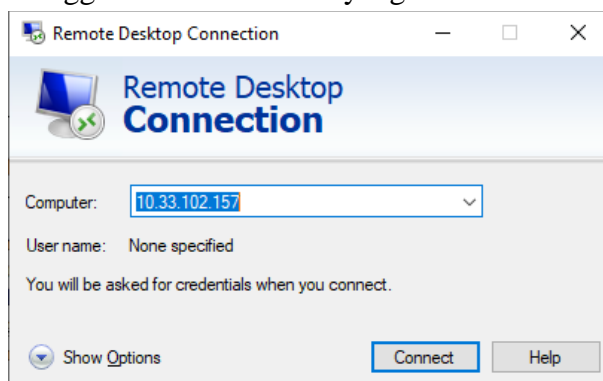 Remote Desktop Connection
Remote Desktop
Connection
Computer: 10.33.102.157
User name: None specified
You will be asked for credentials when you connect.
Show Options Connect Help